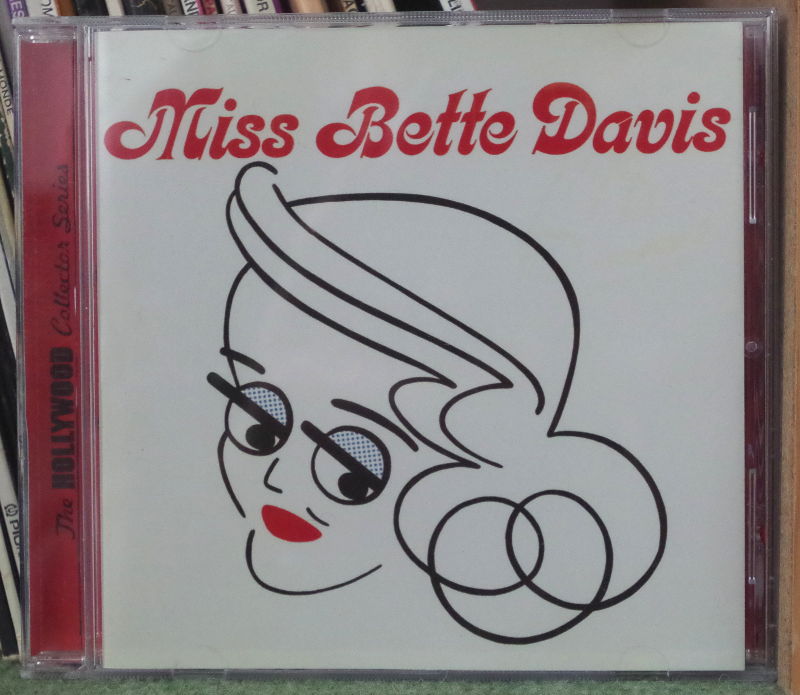 Miss Bette Davis
The HOLLYWOOD Collector Series